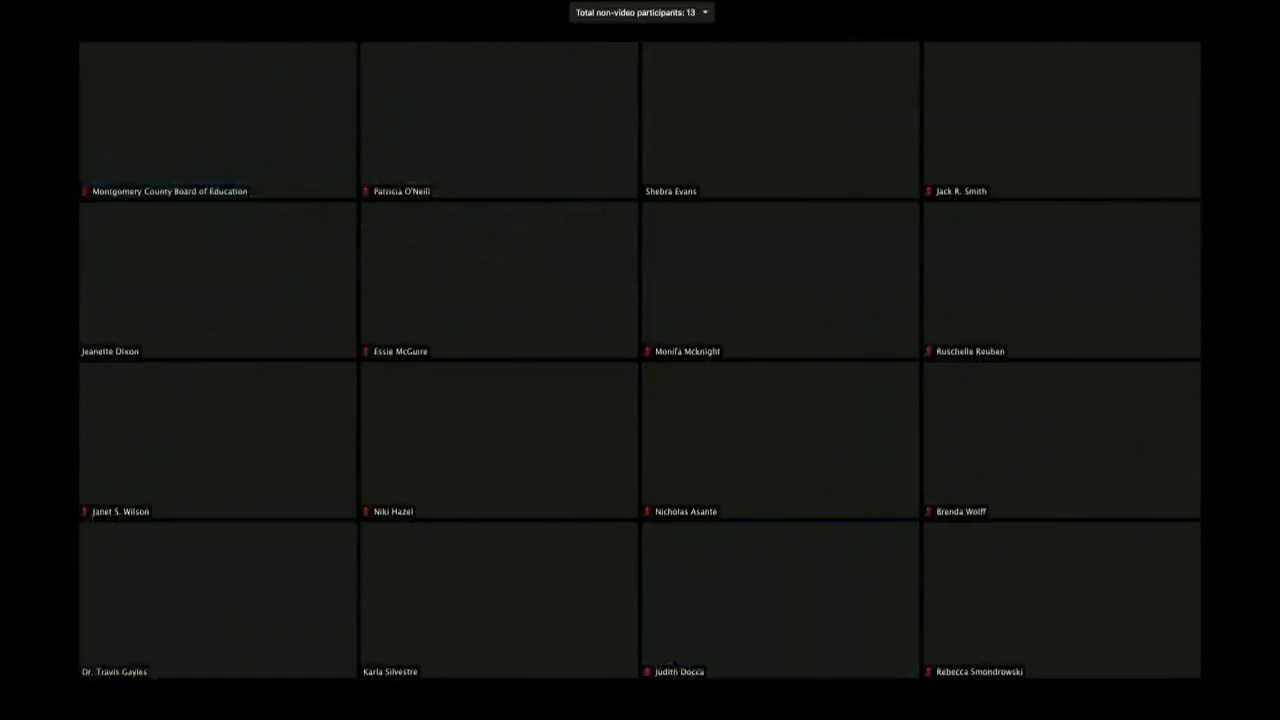 Total non-video participants: 13
Montgomery County Board of Education
Patricia O'Neill
Shebra Evans
Jack R. Smith
Jeanette Dixon
Essie McGuire
Monifa Mcknight
Ruschelle Reuben
Janet S. Wilson
Niki Hazel
Nicholas Asante
Brenda Wolff
Dr. Travis Gayles
Karla Silvestre
Judith Docca
Rebecca Smondrowski